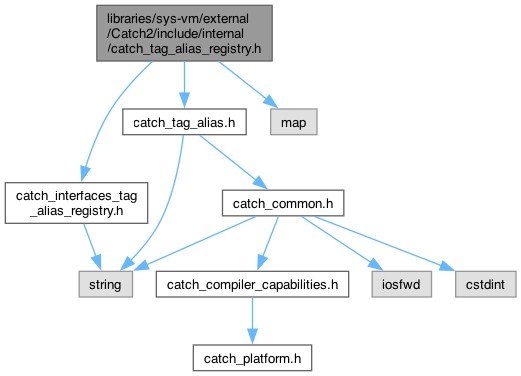 libraries/sys-vm/external
/Catch2/include/internal
/catch_tag_alias_registry.h
catch_tag_alias.h
map
catch_interfaces_tag
_alias_registry.h
catch_common.h
string
catch_compiler_capabilities.h
iosfwd
cstdint
catch_platform.h